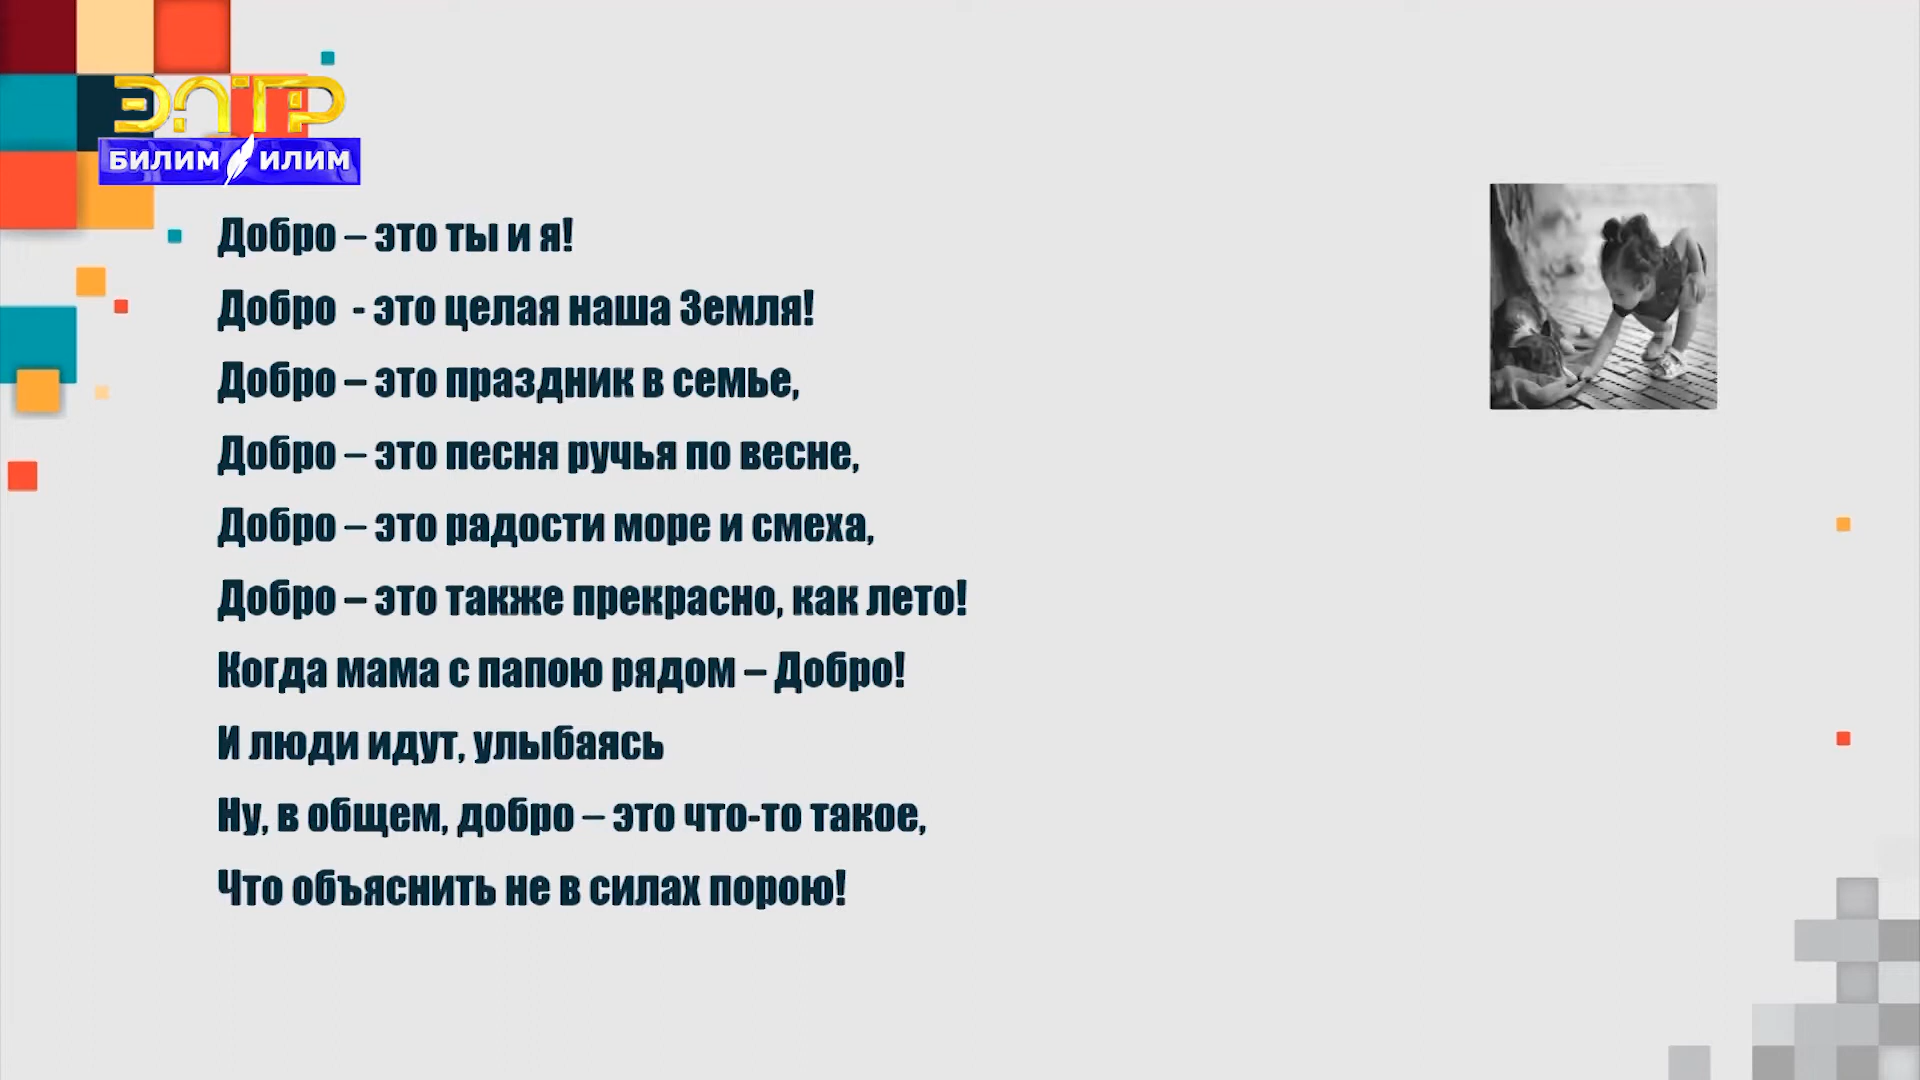 ЭЛТР
БИЛИМ ИЛИМ
Добро – это ты и я!
Добро  - это целая наша Земля!
Добро – это праздник в семье,
Добро – это песня ручья по весне,
Добро – это радости море и смеха,
Добро – это также прекрасно, как лето!
Когда мама с папою рядом – Добро!
И люди идут, улыбаясь
Ну, в общем, добро – это что-то такое,
Что объяснить не в силах порою!